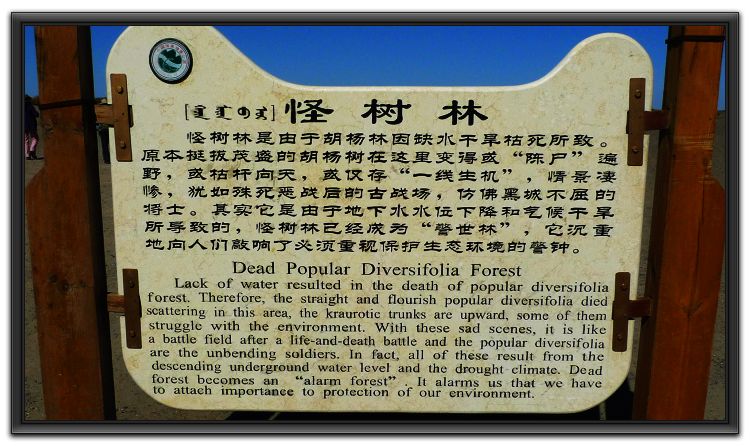 怪树林
怪树林是由于胡杨林因缺水干旱枯死所致。
原本挺拔茂盛的胡杨树在这里变得或“陈尸”遍
野，或枯杆向天，或仅存“一线生机”，情景凄
惨，犹如殊死恶战后的古战场，仿佛黑城不屈的
将士。其实它是由于地下水水位下降和气候干旱
所导致的，怪树林已经成为“警世林”，它沉重
地向人们敲响了必须重视保护生态环境的警钟。
Dead Popular Diversifolia Forest
Lack of water resulted in the death of popular diversifolia
forest. Therefore, the straight and flourish popular diversifolia died
scattering in this area, the kraurotic trunks are upward, some of them
struggle with the environment. With these sad scenes, it is like
a battle field after a life-and-death battle and the popular diversifolia
are the unbending soldiers. In fact, all of these result from the
descending underground water level and the drought climate. Dead
forest becomes an “alarm forest”. It alarms us that we have
to attach importance to protection of our environment.